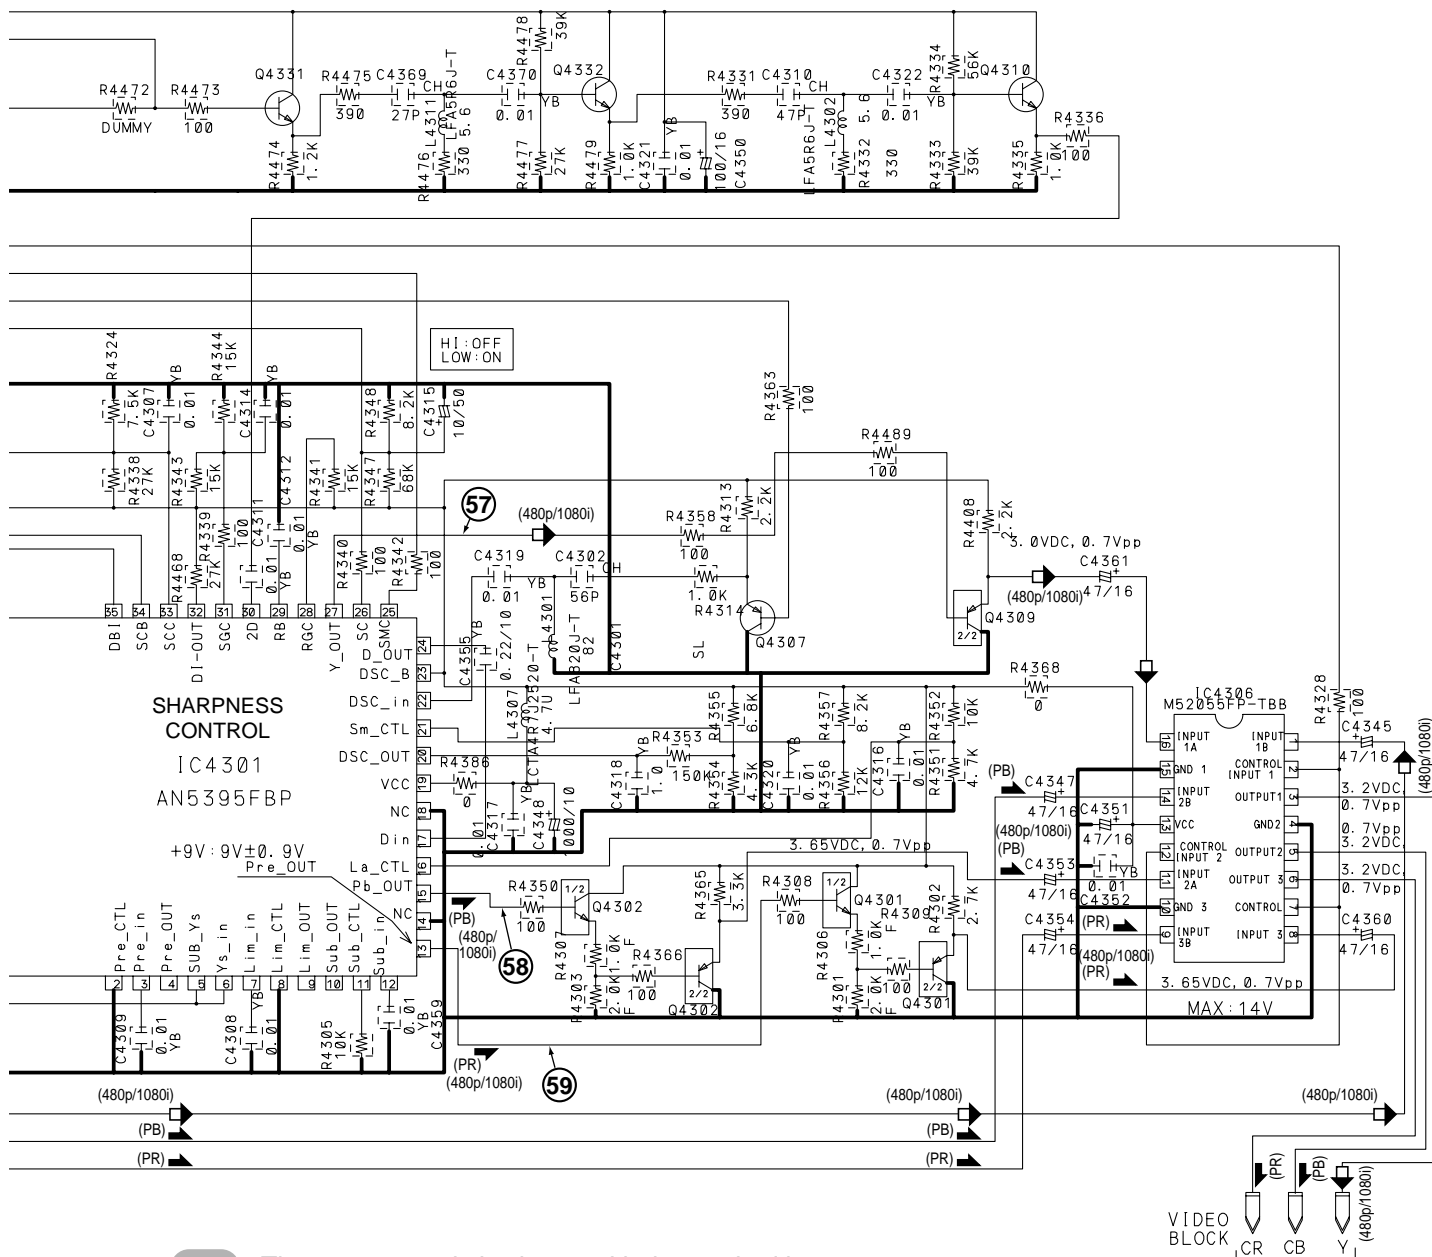 R4472
DUMMY
R4473
100
Q4331
R4474
1.2K
R4475
390
C4369
CH
27P
L4311
LFA5R6J-T
5.6
R4476
330
C4370
YB
0.01
R4478
39K
R4477
27K
Q4332
R4479
1.0K
C4321
0.01
YB
100/16
C4350
R4331
390
C4310
CH
47P
LFA5R6J-T
L4302
5.6
R4332
330
C4322
YB
0.01
R4334
56K
R4333
39K
Q4310
R4335
1.0K
R4336
100
HI:OFF
LOW:ON
R4324
7.5K
C4307
YB
0.01
R4344
15K
C4314
YB
0.01
R4348
8.2K
C4315
10/50
R4338
27K
R4343
15K
C4312
0.01
YB
R4341
15K
R4347
68K
R4468
27K
R4339
100
C4311
0.01
YB
R4340
100
R4342
100
57
(480p/1080i)
R4358
100
R4313
2.2K
R4363
100
R4489
100
R4408
2.2K
3.0VDC, 0.7Vpp
C4361
47/16
(480p/1080i)
C4319
YB
0.01
C4302
CH
56P
R4314
1.0K
Q4307
Q4309
2/2
L4301
LFA820J-T
82
C4301
SL
35 34 33 32 31 30 29 28 27 26 25
DBI
SCB
SCC
DI-OUT
SGC
2D
RB
RGC
Y_OUT
SC
SMC
24 D_OUT
23 DSC_B
22 DSC_in
21 Sm_CTL
20 DSC_OUT
19 VCC
18 NC
17 Din
16 La_CTL
15 Pb_OUT
14 NC
13
SHARPNESS
CONTROL
IC4301
AN5395FBP
+9V:9V±0.9V
Pre_OUT
Pre_CTL
Pre_in
Pre_OUT
SUB_Ys
Ys_in
Lim_in
Lim_CTL
Lim_OUT
Sub_OUT
Sub_CTL
Sub_in
2 3 4 5 6 7 8 9 10 11 12
C4355
YB
0.22/10
L4307
LCTA4R7J2520-T
4.7U
R4386
0
C4317
YB
0.01
C4348
1000/10
C4318
YB
1.0
R4353
150K
R4355
6.8K
R4354
4.3K
C4320
YB
0.01
R4357
8.2K
R4356
12K
C4316
YB
0.01
R4352
10K
R4351
4.7K
R4368
0
3.65VDC, 0.7Vpp
IC4306
M52055FP-TBB
16 INPUT 1A
15 GND 1
14 INPUT 2B
13 VCC
12 CONTROL INPUT 2
11 INPUT 2A
10 GND 3
9 INPUT 3B
INPUT 1B 1
CONTROL INPUT 1 2
OUTPUT1 3
GND2 4
OUTPUT2 5
OUTPUT 3 6
CONTROL 7
INPUT 3 8
R4328
100
C4345
47/16
(480p/1080i)
3.2VDC,
0.7Vpp
0.7Vpp
3.2VDC,
3.2VDC,
0.7Vpp
C4360
47/16
(PB)
C4347
47/16
C4351
47/16
(480p/1080i)
(PB)
C4353
47/16
YB
0.01
C4352
C4354
47/16
(PR)
(480p/1080i)
(PR)
3.65VDC, 0.7Vpp
MAX:14V
R4350
100
1/2
Q4302
(PB)
(480p/
1080i)
58
R4307
1.0K
F
R4303
2.0K
F
R4366
100
2/2
Q4302
R4365
3.3K
R4308
100
1/2
Q4301
R4309
100
R4306
1.0K
F
R4301
2.0K
F
R4302
2.7K
2/2
Q4301
C4309
0.01
YB
C4308
YB
0.01
R4305
10K
0.01
YB
C4359
(PR)
(480p/1080i)
59
(480p/1080i)
(480p/1080i)
(480p/1080i)
(PB)
(PB)
(PR)
(PR)
(PR)
(PB)
(480p/1080i)
VIDEO
BLOCK
CR
CB
Y